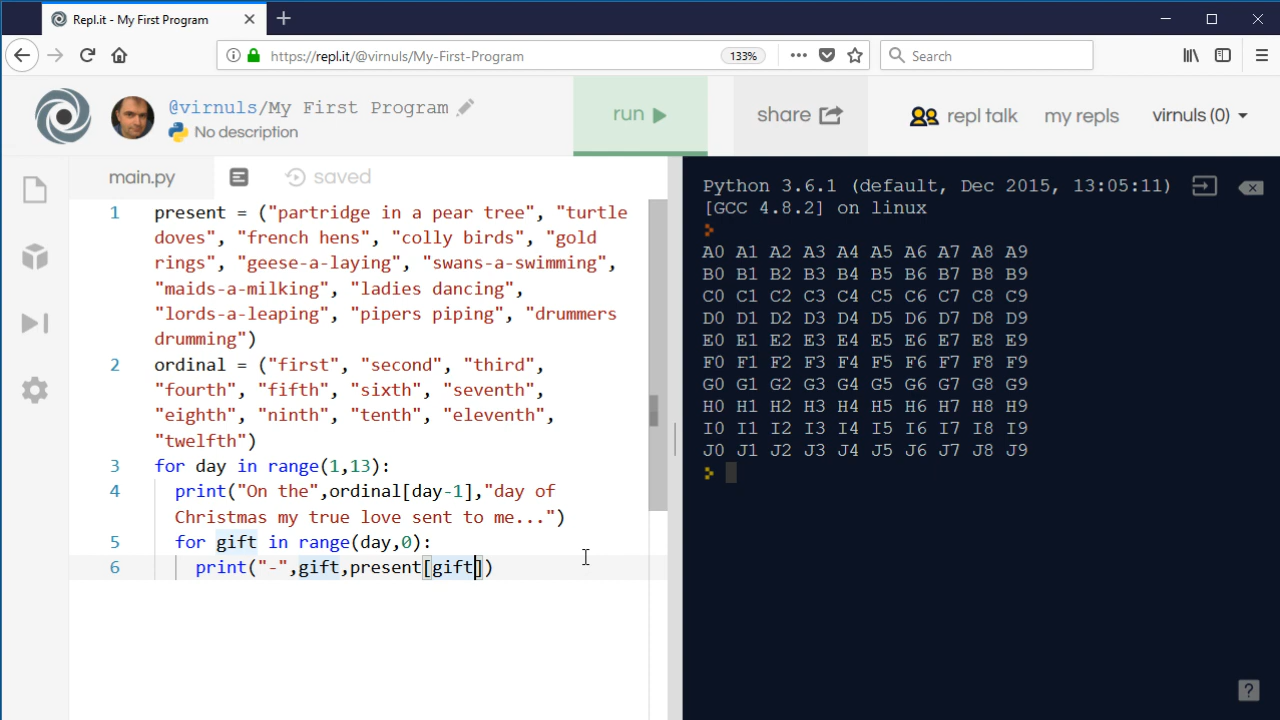 Repl.it - My First Program
https://repl.it/@virnuls/My-First-Program
133%
Search
@virnuls/My First Program
No description
run
share
repl talk
my repls
virnuls (0)
main.py
saved
1 present = ("partridge in a pear tree", "turtle
doves", "french hens", "colly birds", "gold
rings", "geese-a-laying", "swans-a-swimming",
"maids-a-milking", "ladies dancing",
"lords-a-leaping", "pipers piping", "drummers
drumming")
2 ordinal = ("first", "second", "third",
"fourth", "fifth", "sixth", "seventh",
"eighth", "ninth", "tenth", "eleventh",
"twelfth")
3 for day in range(1,13):
4 print("On the",ordinal[day-1],"day of
Christmas my true love sent to me...")
5 for gift in range(day,0):
6 print("-",gift,present[gift])
Python 3.6.1 (default, Dec 2015, 13:05:11)
[GCC 4.8.2] on linux
A0 A1 A2 A3 A4 A5 A6 A7 A8 A9
B0 B1 B2 B3 B4 B5 B6 B7 B8 B9
C0 C1 C2 C3 C4 C5 C6 C7 C8 C9
D0 D1 D2 D3 D4 D5 D6 D7 D8 D9
E0 E1 E2 E3 E4 E5 E6 E7 E8 E9
F0 F1 F2 F3 F4 F5 F6 F7 F8 F9
G0 G1 G2 G3 G4 G5 G6 G7 G8 G9
H0 H1 H2 H3 H4 H5 H6 H7 H8 H9
I0 I1 I2 I3 I4 I5 I6 I7 I8 I9
J0 J1 J2 J3 J4 J5 J6 J7 J8 J9
?